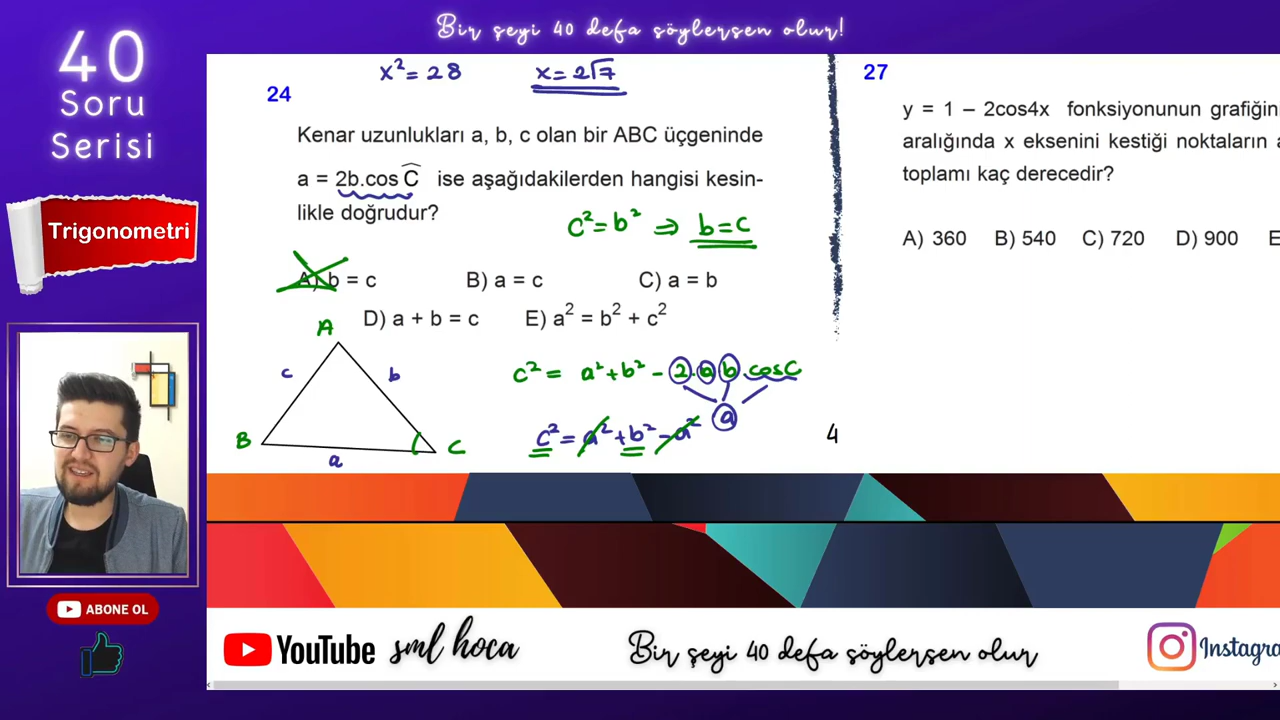 Bir şeyi 40 defa söylersen olur!
40
Soru
Serisi
Trigonometri
ABONE OL
x² = 28 x = 2√7
24
Kenar uzunlukları a, b, c olan bir ABC üçgeninde
a = 2b.cosĈ ise aşağıdakilerden hangisi kesin-
likle doğrudur?
c² = b² ⇒ b = c
A) b = c B) a = c C) a = b
D) a + b = c E) a² = b² + c²
A
c b
B a C
c² = a² + b² - 2.a.b.cosC
a
c² = a² + b² - a²
27
y = 1 – 2cos4x fonksiyonunun grafiğin
aralığında x eksenini kestiği noktaların a
toplamı kaç derecedir?
A) 360 B) 540 C) 720 D) 900 E
4
YouTube sml hoca
Bir şeyi 40 defa söylersen olur
Instagra